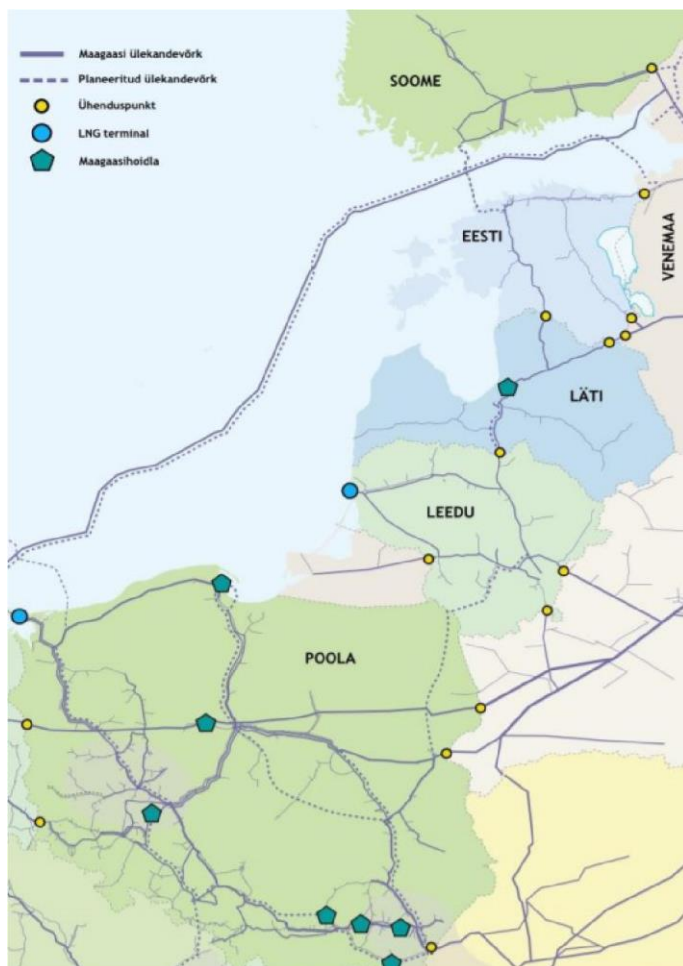 Maagaasi ülekandevõrk
Planeeritud ülekandevõrk
Ühenduspunkt
LNG terminal
Maagaasihoidla
SOOME
EESTI
VENEMAA
LÄTI
LEEDU
POOLA